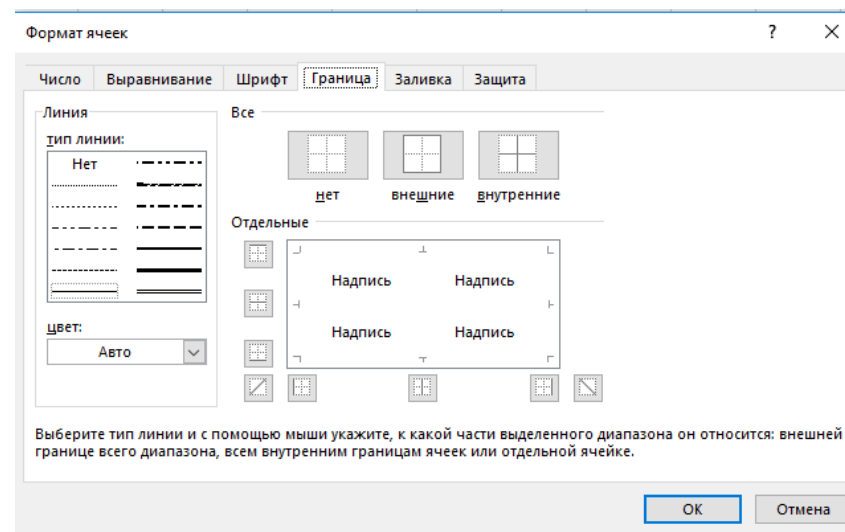 Формат ячеек ?
Число Выравнивание Шрифт Граница Заливка Защита
Линия
тип линии:
Нет
цвет:
Авто
Все
нет внешние внутренние
Отдельные
Надпись Надпись
Надпись Надпись
Выберите тип линии и с помощью мыши укажите, к какой части выделенного диапазона он относится: внешней
границе всего диапазона, всем внутренним границам ячеек или отдельной ячейке.
ОК Отмена